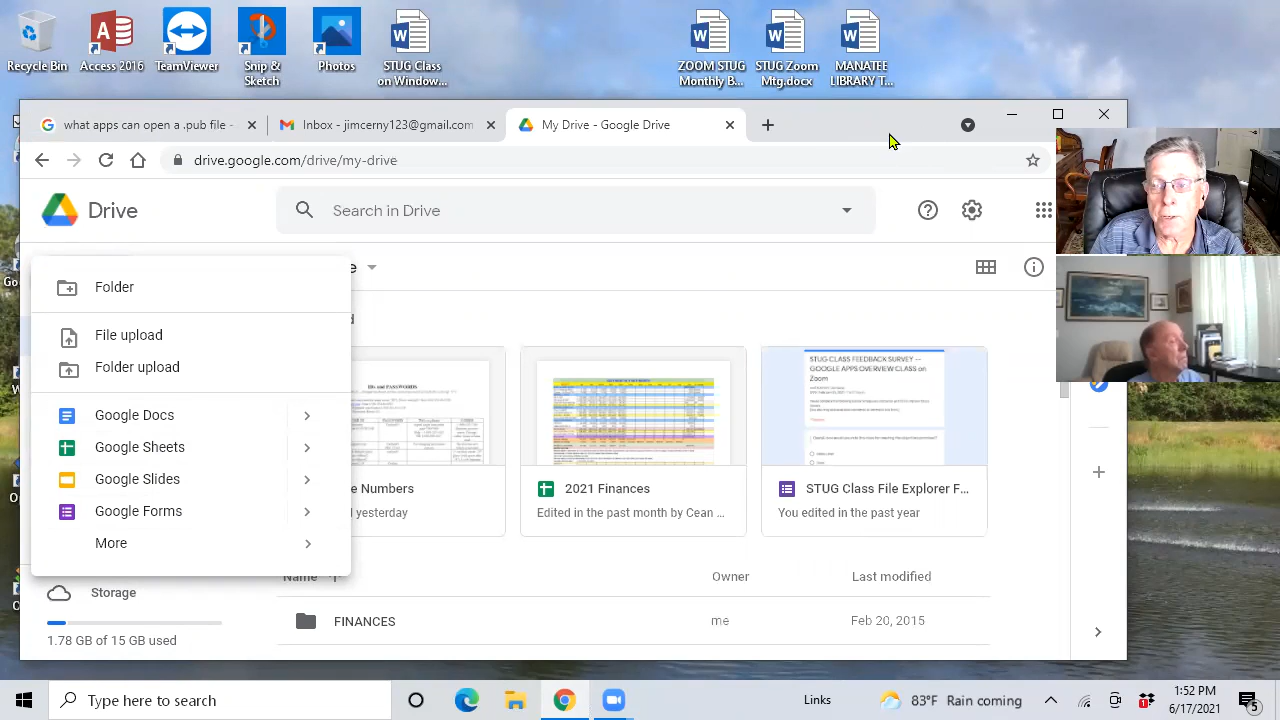 Recycle Bin
Access 2016
TeamViewer
Snip &
Sketch
Photos
STUG Class
on Window...
ZOOM STUG
Monthly B...
STUG Zoom
Mtg.docx
MANATEE
LIBRARY T...
what apps can open a .pub file -
Inbox - jimcerny123@gmail.com
My Drive - Google Drive
drive.google.com/drive/my-drive
Drive
Search in Drive
Folder
File upload
Folder upload
Google Docs
Google Sheets
Google Slides
Google Forms
More
IDs and PASSWORDS
STUG CLASS FEEDBACK SURVEY ---
GOOGLE APPS OVERVIEW CLASS on
Zoom
e Numbers
yesterday
2021 Finances
Edited in the past month by Cean ...
STUG Class File Explorer F...
You edited in the past year
Name
Owner
Last modified
FINANCES
me
Feb 20, 2015
Storage
1.78 GB of 15 GB used
Type here to search
Links
83°F Rain coming
1
1:52 PM
6/17/2021
5